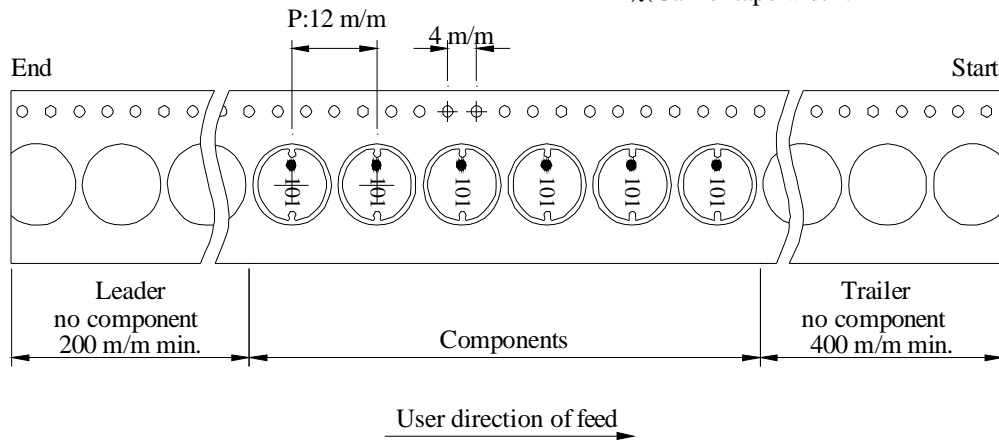 P:12 m/m
4 m/m
End
Start
101
101
101
101
101
101
Leader
no component
200 m/m min.
Components
Trailer
no component
400 m/m min.
User direction of feed